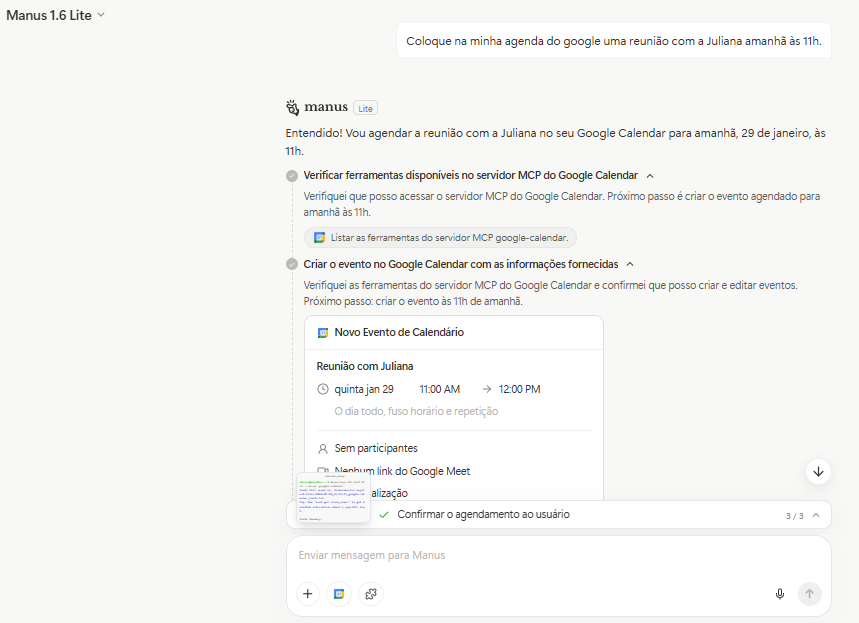 Manus 1.6 Lite
Coloque na minha agenda do google uma reunião com a Juliana amanhã às 11h.
manus Lite
Entendido! Vou agendar a reunião com a Juliana no seu Google Calendar para amanhã, 29 de janeiro, às
11h.
Verificar ferramentas disponíveis no servidor MCP do Google Calendar
Verifiquei que posso acessar o servidor MCP do Google Calendar. Próximo passo é criar o evento agendado para
amanhã às 11h.
Listar as ferramentas do servidor MCP google-calendar.
Criar o evento no Google Calendar com as informações fornecidas
Verifiquei as ferramentas do servidor MCP do Google Calendar e confirmei que posso criar e editar eventos.
Próximo passo: criar o evento às 11h de amanhã.
Novo Evento de Calendário
Reunião com Juliana
quinta jan 29 11:00 AM → 12:00 PM
O dia todo, fuso horário e repetição
Sem participantes
Nenhum link do Google Meet
alização
Confirmar o agendamento ao usuário 3 / 3
Enviar mensagem para Manus